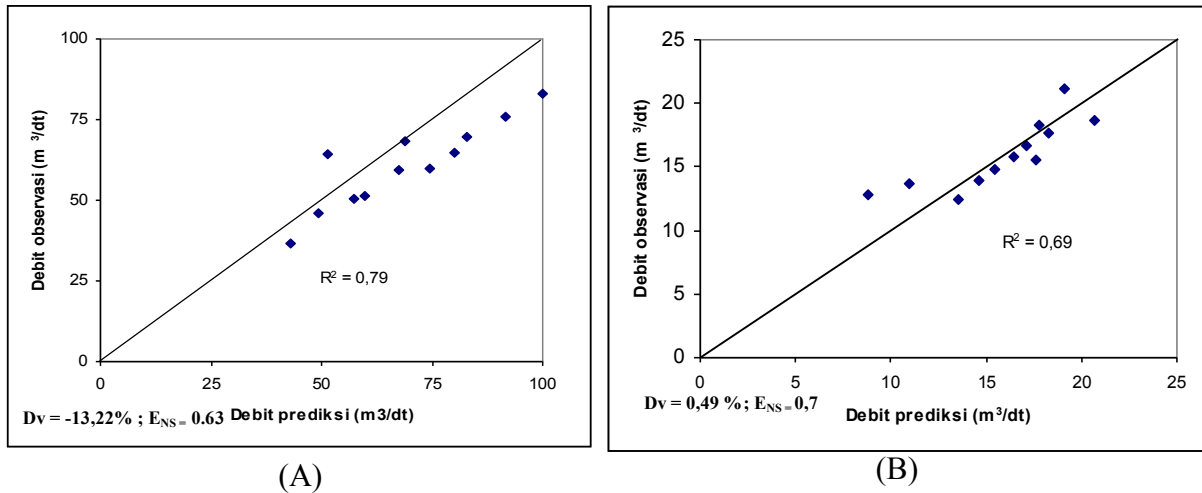 100
75
50
25
0
0 25 50 75 100
Debit observasi (m ³/dt)
R² = 0,79
Debit prediksi (m3/dt)
Dv = -13,22% ; E_NS = 0.63
(A)
25
20
15
10
5
0
0 5 10 15 20 25
Debit observasi (m ³/dt)
R² = 0,69
Debit prediksi (m³/dt)
Dv = 0,49 %; E_NS = 0,7
(B)